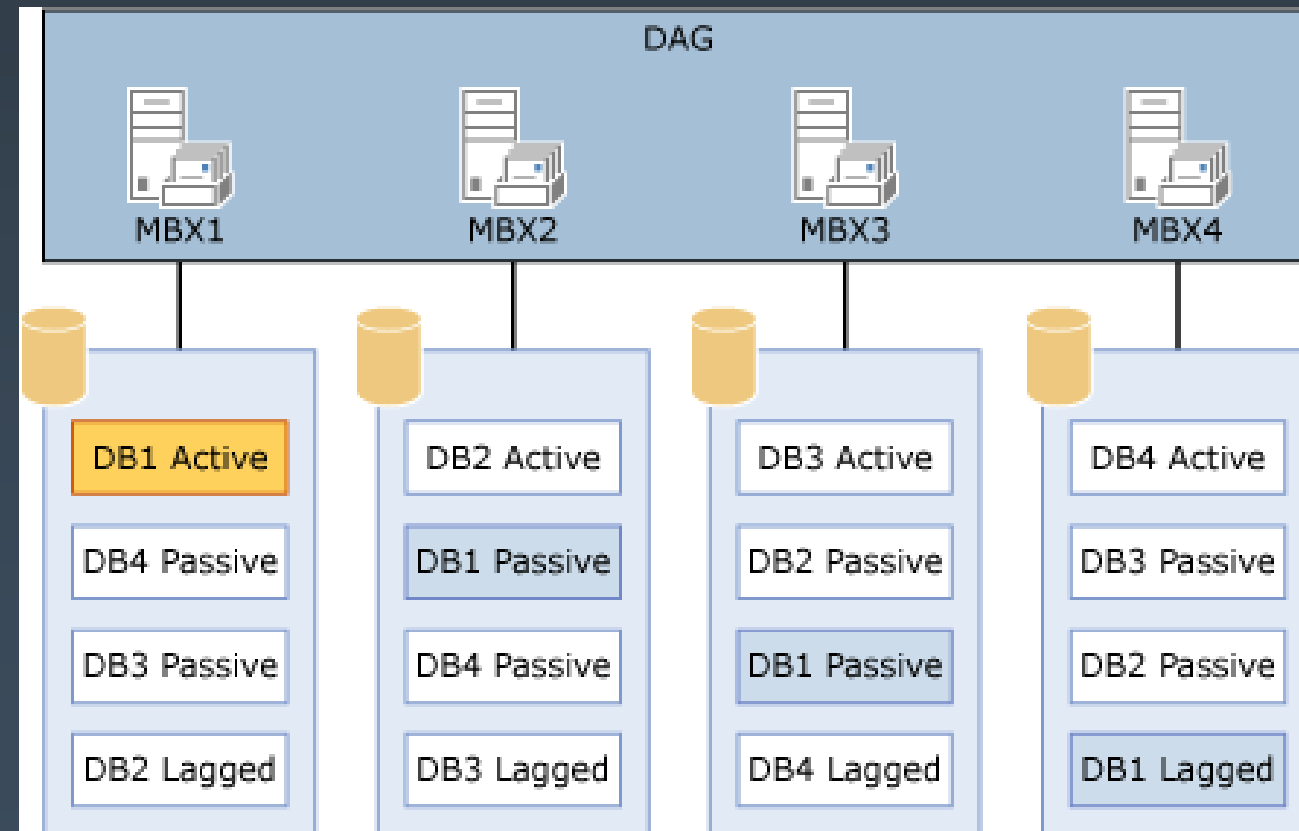 DAG
MBX1
MBX2
MBX3
MBX4
DB1 Active
DB2 Active
DB3 Active
DB4 Active
DB4 Passive
DB1 Passive
DB2 Passive
DB3 Passive
DB3 Passive
DB4 Passive
DB1 Passive
DB2 Passive
DB2 Lagged
DB3 Lagged
DB4 Lagged
DB1 Lagged